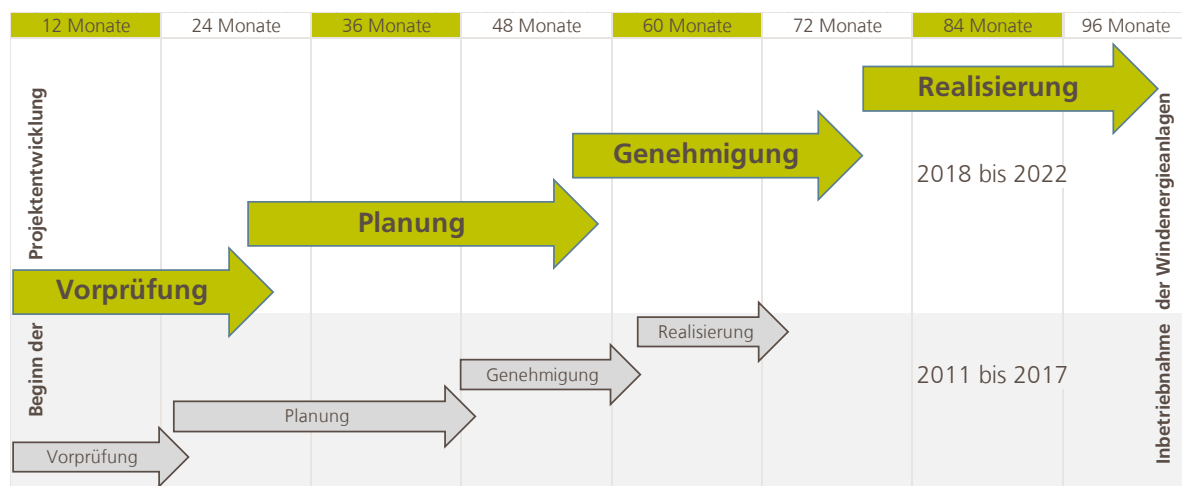 12 Monate
24 Monate
36 Monate
48 Monate
60 Monate
72 Monate
84 Monate
96 Monate
Beginn der Projektentwicklung
Realisierung
Genehmigung
2018 bis 2022
Planung
Vorprüfung
Realisierung
Genehmigung
2011 bis 2017
Planung
Vorprüfung
Inbetriebnahme der Windenergieanlagen